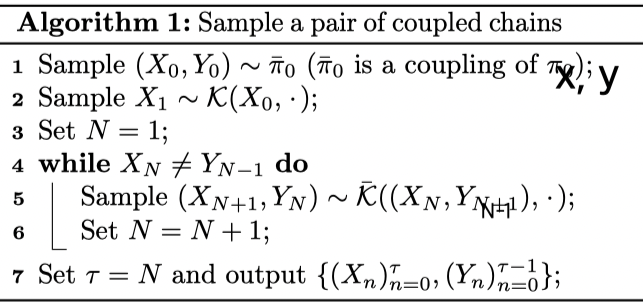 Algorithm 1: Sample a pair of coupled chains
1 Sample (X₀, Y₀) ∼ π̄₀ (π̄₀ is a coupling of π₀);
x, y
2 Sample X₁ ∼ 𝒦(X₀, ·);
3 Set N = 1;
4 while X_N ≠ Y_{N−1} do
5 Sample (X_{N+1}, Y_N) ∼ 𝒦̄((X_N, Y_{N+1}), ·);
6 Set N = N + 1;
7 Set τ = N and output {(X_n)_{n=0}^{τ}, (Y_n)_{n=0}^{τ−1}};